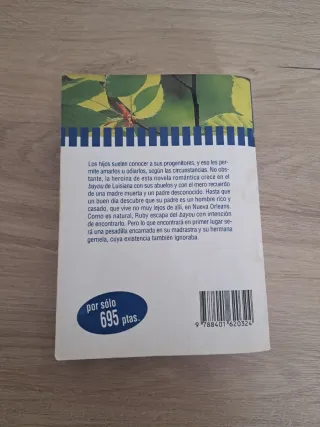 Los hijos suelen conocer a sus progenitores, y eso les per-
mite amarles u odiarlos, según las circunstancias. No obs-
tante, la heroína de esta novela romántica crece en el
bayou de Luisiana con sus abuelos y con el mero recuerdo
de una madre muerta y un padre desconocido. Hasta que
un buen día descubre que su padre es un hombre rico y
casado, que vive no muy lejos de allí, en Nueva Orleans.
Como es natural, Ruby escapa del bayou con intención de
encontrarlo. Pero lo que encontrará en primer lugar se-
rá una pesadilla encarnada en su madrastra y su hermana
gemela, cuya existencia también ignoraba.
por sólo
695 ptas.
9 788401 620324